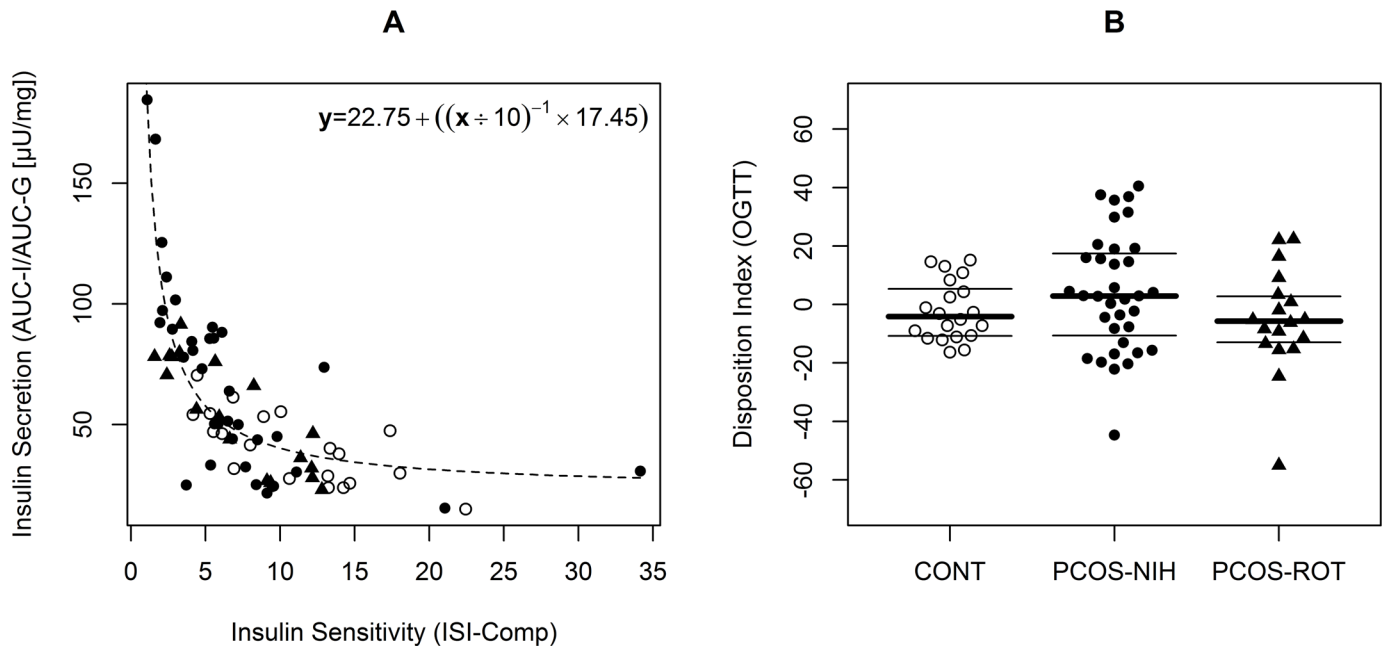 A
Insulin Secretion (AUC-I/AUC-G [µU/mg])
y=22.75+((x÷10)⁻¹×17.45)
150
100
50
0 5 10 15 20 25 30 35
Insulin Sensitivity (ISI-Comp)
B
Disposition Index (OGTT)
60
40
20
0
-20
-40
-60
CONT PCOS-NIH PCOS-ROT